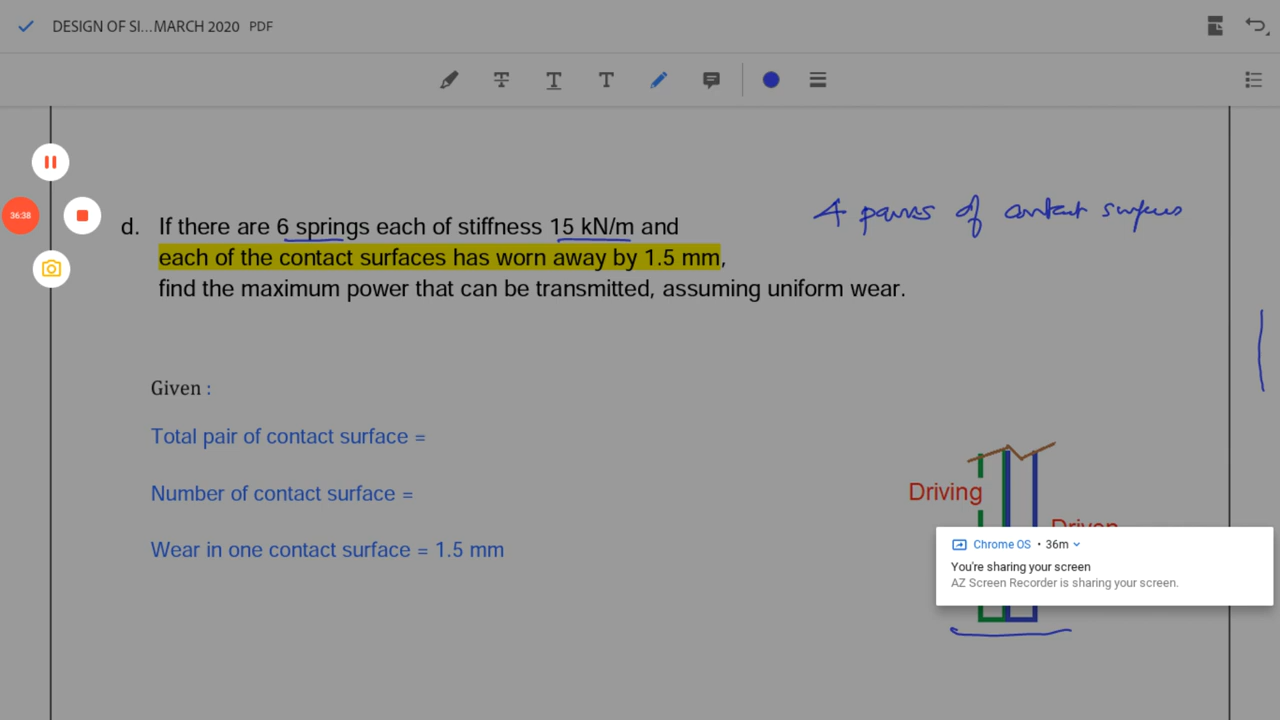 DESIGN OF SI...MARCH 2020 PDF
36:38
4 pairs of contact surfaces
d. If there are 6 springs each of stiffness 15 kN/m and
each of the contact surfaces has worn away by 1.5 mm,
find the maximum power that can be transmitted, assuming uniform wear.
Given :
Total pair of contact surface =
Number of contact surface =
Wear in one contact surface = 1.5 mm
Driving
Driven
Chrome OS • 36m
You're sharing your screen
AZ Screen Recorder is sharing your screen.